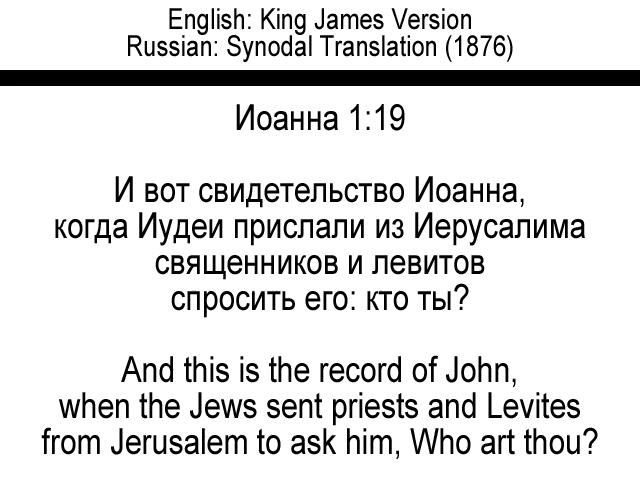 English: King James Version
Russian: Synodal Translation (1876)
Иоанна 1:19
И вот свидетельство Иоанна,
когда Иудеи прислали из Иерусалима
священников и левитов
спросить его: кто ты?
And this is the record of John,
when the Jews sent priests and Levites
from Jerusalem to ask him, Who art thou?